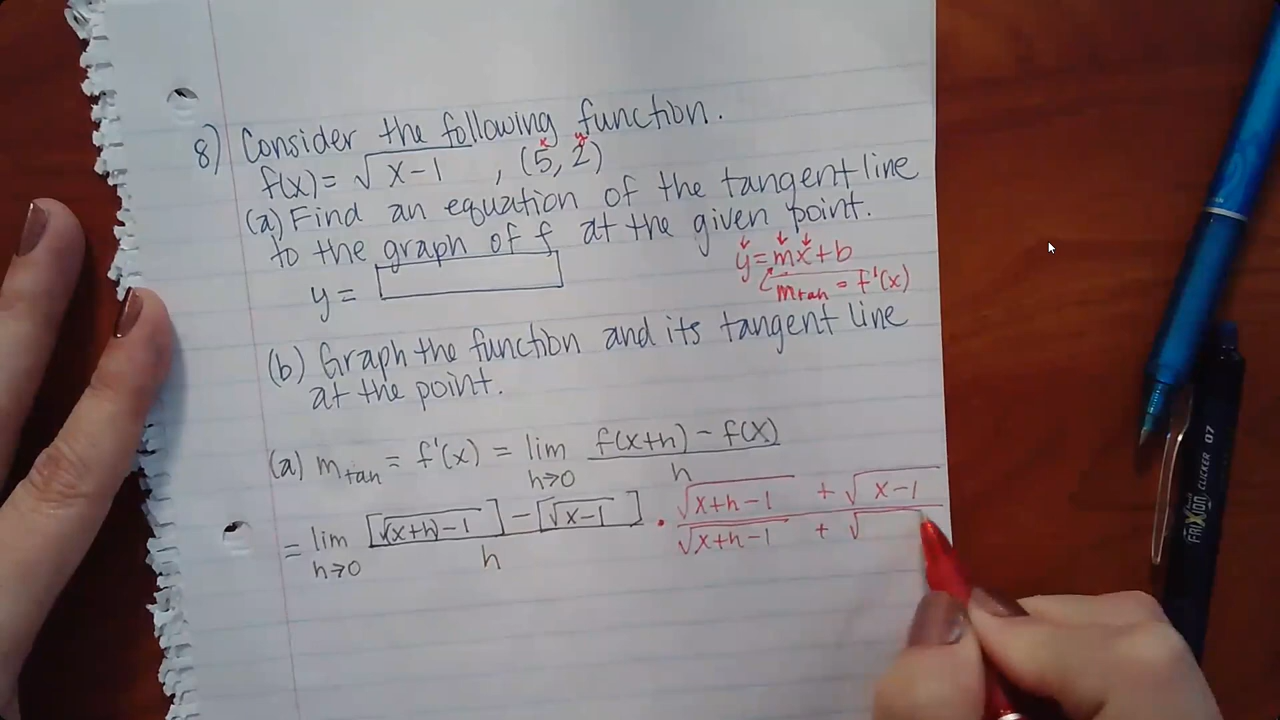 8) Consider the following function.
f(x) = √x-1 , (5, 2)
x y
(a) Find an equation of the tangent line
to the graph of f at the given point.
y = mx + b
m tan = f'(x)
y =
(b) Graph the function and its tangent line
at the point.
(a) m tan = f'(x) = lim h→0 f(x+h) - f(x) / h
= lim h→0 [√(x+h)-1] - [√x-1] / h · √x+h-1 + √x-1 / √x+h-1 + √
FRIXION CLICKER 07